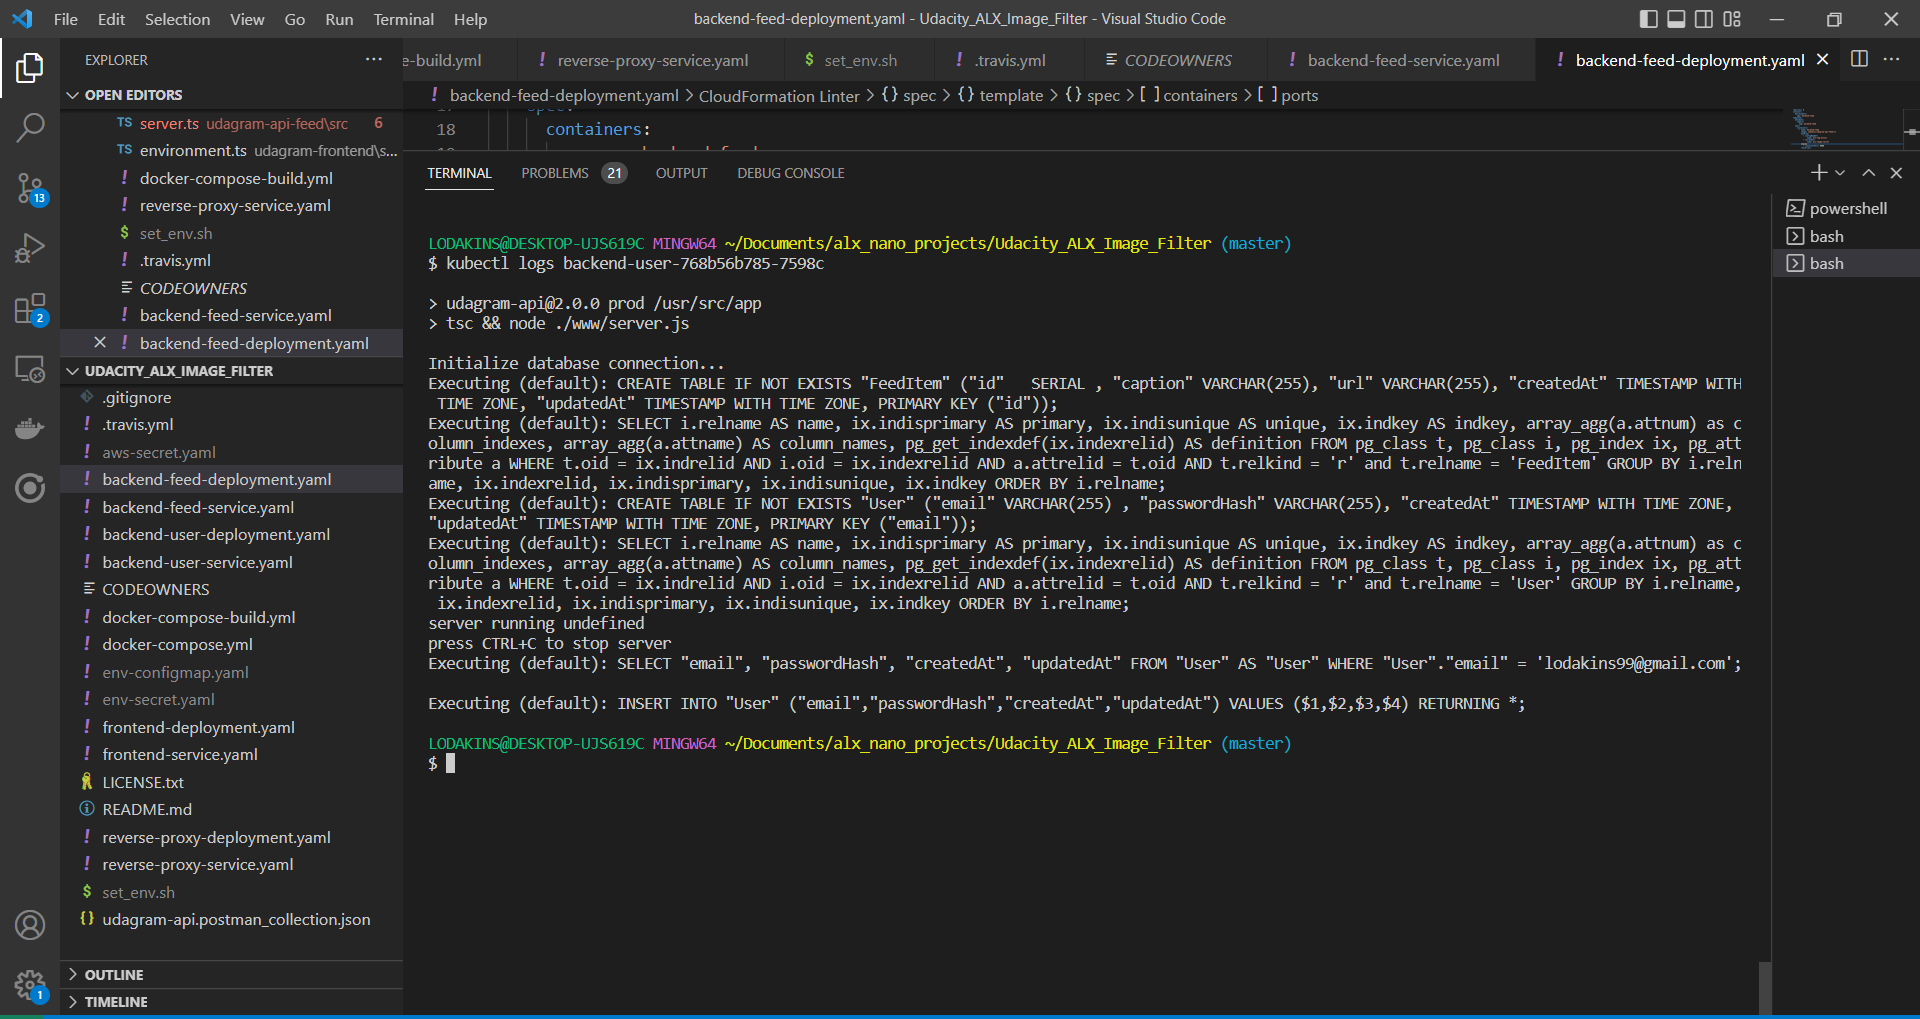 File Edit Selection View Go Run Terminal Help
backend-feed-deployment.yaml - Udacity_ALX_Image_Filter - Visual Studio Code
EXPLORER
e-build.yml
reverse-proxy-service.yaml
set_env.sh
.travis.yml
CODEOWNERS
backend-feed-service.yaml
backend-feed-deployment.yaml
OPEN EDITORS
TS server.ts udagram-api-feed\src 6
TS environment.ts udagram-frontend\s...
! docker-compose-build.yml
! reverse-proxy-service.yaml
$ set_env.sh
! .travis.yml
CODEOWNERS
! backend-feed-service.yaml
! backend-feed-deployment.yaml
UDACITY_ALX_IMAGE_FILTER
.gitignore
! .travis.yml
! aws-secret.yaml
! backend-feed-deployment.yaml
! backend-feed-service.yaml
! backend-user-deployment.yaml
! backend-user-service.yaml
CODEOWNERS
! docker-compose-build.yml
! docker-compose.yml
! env-configmap.yaml
! env-secret.yaml
! frontend-deployment.yaml
! frontend-service.yaml
LICENSE.txt
README.md
! reverse-proxy-deployment.yaml
! reverse-proxy-service.yaml
$ set_env.sh
{} udagram-api.postman_collection.json
OUTLINE
TIMELINE
13
2
1
! backend-feed-deployment.yaml > CloudFormation Linter > {} spec > {} template > {} spec > [ ] containers > [ ] ports
18 containers:
TERMINAL PROBLEMS 21 OUTPUT DEBUG CONSOLE
powershell
bash
bash
LODAKINS@DESKTOP-UJS619C MINGW64 ~/Documents/alx_nano_projects/Udacity_ALX_Image_Filter (master)
$ kubectl logs backend-user-768b56b785-7598c
> udagram-api@2.0.0 prod /usr/src/app
> tsc && node ./www/server.js
Initialize database connection...
Executing (default): CREATE TABLE IF NOT EXISTS "FeedItem" ("id"   SERIAL , "caption" VARCHAR(255), "url" VARCHAR(255), "createdAt" TIMESTAMP WITH
TIME ZONE, "updatedAt" TIMESTAMP WITH TIME ZONE, PRIMARY KEY ("id"));
Executing (default): SELECT i.relname AS name, ix.indisprimary AS primary, ix.indisunique AS unique, ix.indkey AS indkey, array_agg(a.attnum) as c
olumn_indexes, array_agg(a.attname) AS column_names, pg_get_indexdef(ix.indexrelid) AS definition FROM pg_class t, pg_class i, pg_index ix, pg_att
ribute a WHERE t.oid = ix.indrelid AND i.oid = ix.indexrelid AND a.attrelid = t.oid AND t.relkind = 'r' and t.relname = 'FeedItem' GROUP BY i.reln
ame, ix.indexrelid, ix.indisprimary, ix.indisunique, ix.indkey ORDER BY i.relname;
Executing (default): CREATE TABLE IF NOT EXISTS "User" ("email" VARCHAR(255) , "passwordHash" VARCHAR(255), "createdAt" TIMESTAMP WITH TIME ZONE,
"updatedAt" TIMESTAMP WITH TIME ZONE, PRIMARY KEY ("email"));
Executing (default): SELECT i.relname AS name, ix.indisprimary AS primary, ix.indisunique AS unique, ix.indkey AS indkey, array_agg(a.attnum) as c
olumn_indexes, array_agg(a.attname) AS column_names, pg_get_indexdef(ix.indexrelid) AS definition FROM pg_class t, pg_class i, pg_index ix, pg_att
ribute a WHERE t.oid = ix.indrelid AND i.oid = ix.indexrelid AND a.attrelid = t.oid AND t.relkind = 'r' and t.relname = 'User' GROUP BY i.relname,
ix.indexrelid, ix.indisprimary, ix.indisunique, ix.indkey ORDER BY i.relname;
server running undefined
press CTRL+C to stop server
Executing (default): SELECT "email", "passwordHash", "createdAt", "updatedAt" FROM "User" AS "User" WHERE "User"."email" = 'lodakins99@gmail.com';
Executing (default): INSERT INTO "User" ("email","passwordHash","createdAt","updatedAt") VALUES ($1,$2,$3,$4) RETURNING *;
LODAKINS@DESKTOP-UJS619C MINGW64 ~/Documents/alx_nano_projects/Udacity_ALX_Image_Filter (master)
$